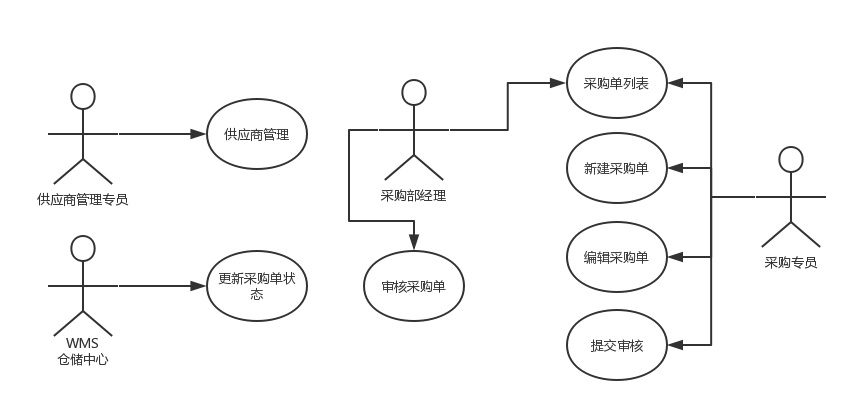 供应商管理专员
供应商管理
WMS
仓储中心
更新采购单状
态
采购部经理
审核采购单
采购单列表
新建采购单
编辑采购单
提交审核
采购专员